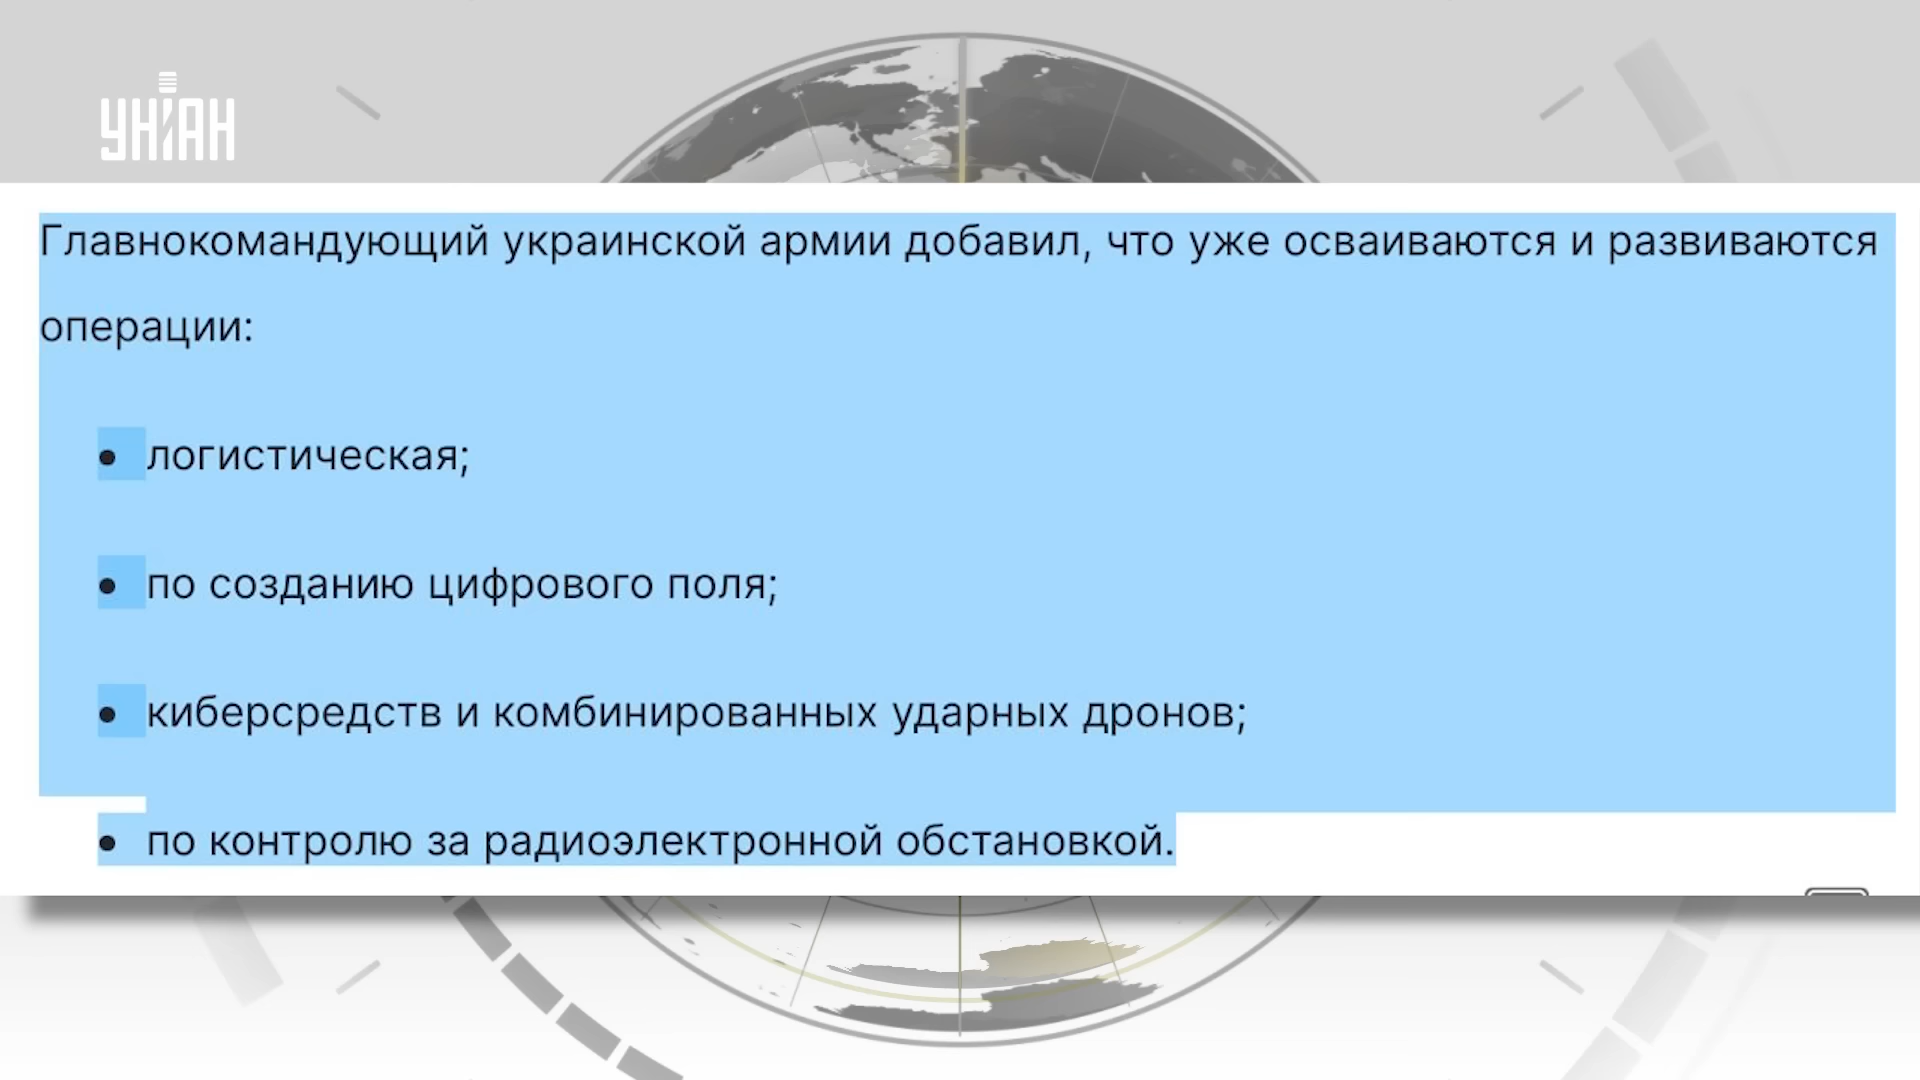 УНІАН
Главнокомандующий украинской армии добавил, что уже осваиваются и развиваются
операции:
• логистическая;
• по созданию цифрового поля;
• киберсредств и комбинированных ударных дронов;
• по контролю за радиоэлектронной обстановкой.